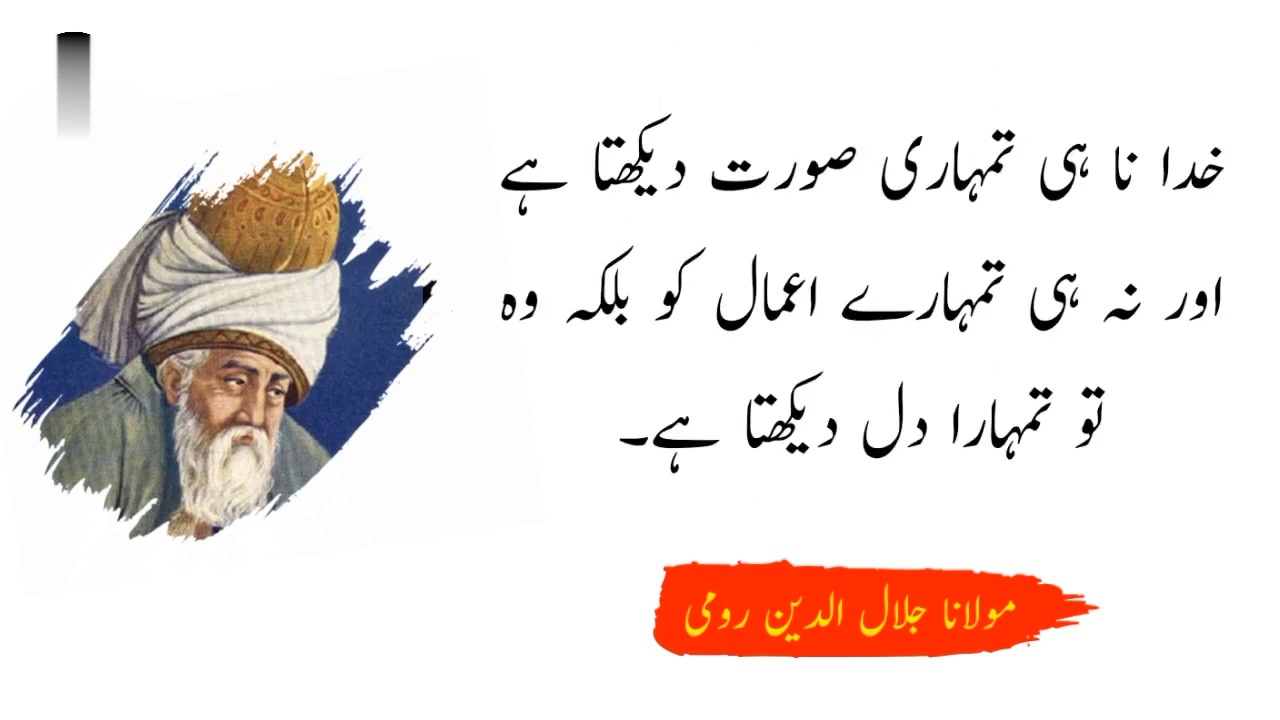 خدا نا ہی تمہاری صورت دیکھتا ہے
اور نہ ہی تمہارے اعمال کو بلکہ وہ
تو تمہارا دل دیکھتا ہے۔
مولانا جلال الدین رومی